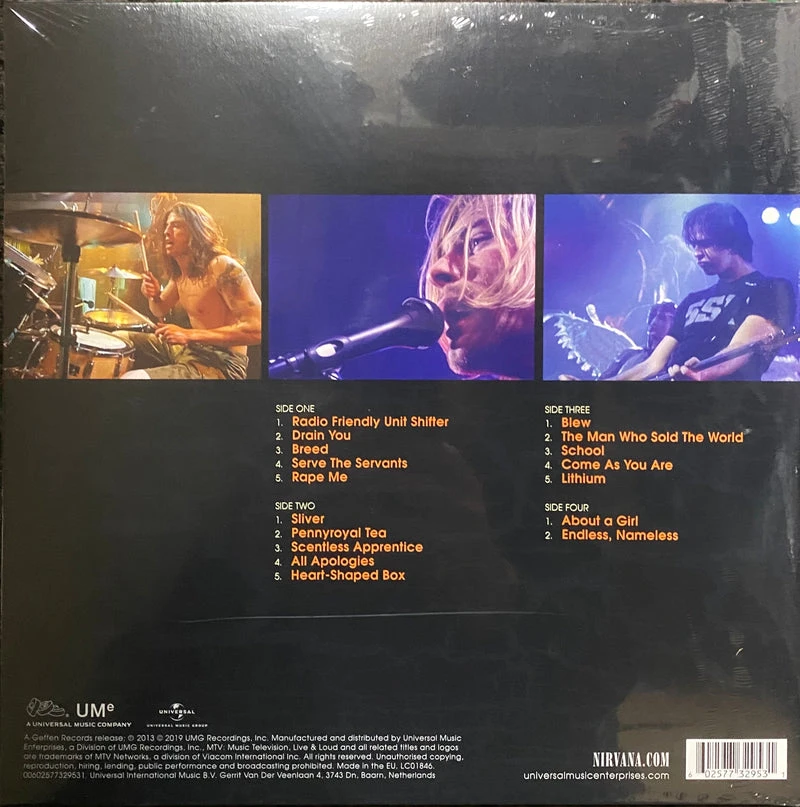 SIDE ONE
1. Radio Friendly Unit Shifter
2. Drain You
3. Breed
4. Serve The Servants
5. Rape Me
SIDE TWO
1. Sliver
2. Pennyroyal Tea
3. Scentless Apprentice
4. All Apologies
5. Heart-Shaped Box
SIDE THREE
1. Blew
2. The Man Who Sold The World
3. School
4. Come As You Are
5. Lithium
SIDE FOUR
1. About a Girl
2. Endless, Nameless
UMe
A UNIVERSAL MUSIC COMPANY
UNIVERSAL
UNIVERSAL MUSIC GROUP
A Geffen Records release; ℗ 2013 © 2019 UMG Recordings, Inc. Manufactured and distributed by Universal Music
Enterprises, a Division of UMG Recordings, Inc., MTV: Music Television, Live & Loud and all related titles and logos
are trademarks of MTV Networks, a division of Viacom International Inc. All rights reserved. Unauthorised copying,
reproduction, hiring, lending, public performance and broadcasting prohibited. Made in the EU. LC01846.
00602577329531. Universal International Music B.V. Gerrit Van Der Veenlaan 4, 3743 Dn, Baarn, Netherlands
NIRVANA.COM
universalmusicenterprises.com
6 02577 32953 1